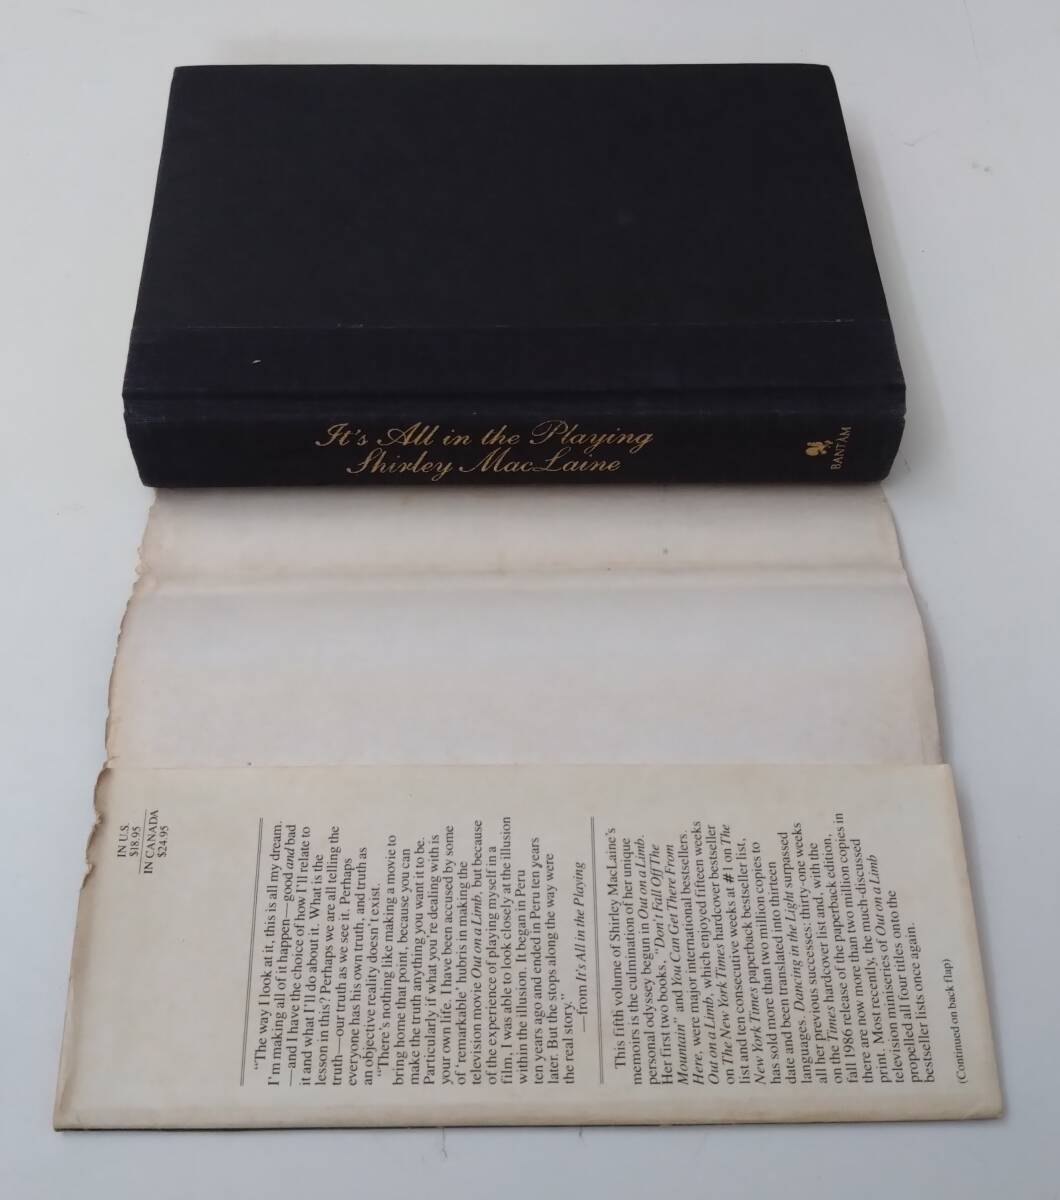 It's All in the Playing
Shirley MacLaine
BANTAM
IN U.S.
$18.95
IN CANADA
$24.95
"The way I look at it, this is all my dream.
I'm making all of it happen—good and bad
—and I have the choice of how I'll relate to
it and what I'll do about it. What is the
lesson in this? Perhaps we are all telling the
truth—our truth as we see it. Perhaps
everyone has his own truth, and truth as
an objective reality doesn't exist.
"There's nothing like making a movie to
bring home that point, because you can
make the truth anything you want it to be.
Particularly if what you're dealing with is
your own life. I have been accused by some
of 'remarkable' hubris in making the
television movie Out on a Limb, but because
of the experience of playing myself in a
film, I was able to look closely at the illusion
within the illusion. It began in Peru
ten years ago and ended in Peru ten years
later. But the stops along the way were
the real story."
—from It's All in the Playing
This fifth volume of Shirley MacLaine's
memoirs is the culmination of her unique
personal odyssey begun in Out on a Limb.
Her first two books, "Don't Fall Off The
Mountain" and You Can Get There From
Here, were major international bestsellers.
Out on a Limb, which enjoyed fifteen weeks
on The New York Times hardcover bestseller
list and ten consecutive weeks at #1 on The
New York Times paperback bestseller list,
has sold more than two million copies to
date and been translated into thirteen
languages. Dancing in the Light surpassed
all her previous successes: thirty-one weeks
on the Times hardcover list and, with the
fall 1986 release of the paperback edition,
there are now more than two million copies in
print. Most recently, the much-discussed
television miniseries of Out on a Limb
propelled all four titles onto the
bestseller lists once again.
(Continued on back flap)